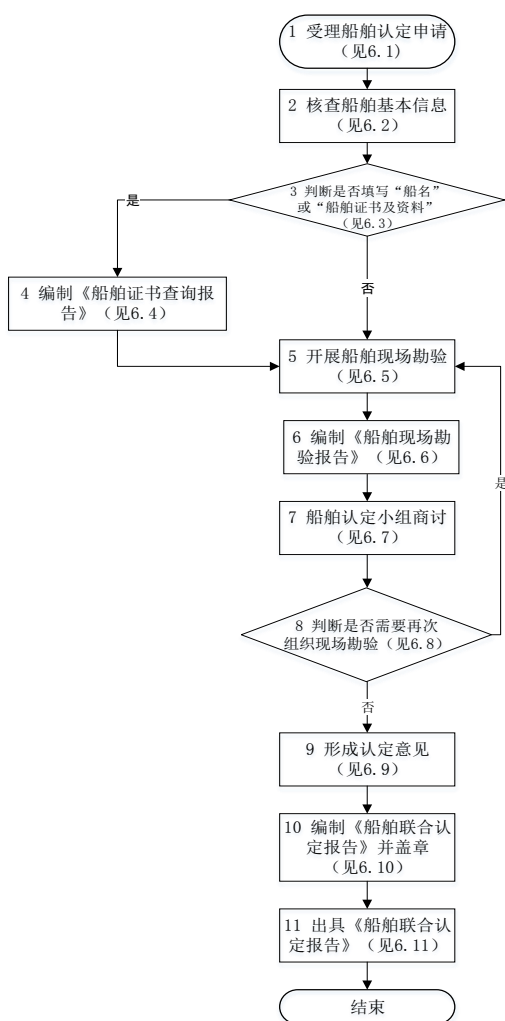 1 受理船舶认定申请
（见6.1）
2 核查船舶基本信息
（见6.2）
3 判断是否填写“船名”
或“船舶证书及资料”
（见6.3）
是
否
4 编制《船舶证书查询报
告》（见6.4）
5 开展船舶现场勘验
（见6.5）
6 编制《船舶现场勘
验报告》（见6.6）
是
7 船舶认定小组商讨
（见6.7）
8 判断是否需要再次
组织现场勘验（见6.8）
否
9 形成认定意见
（见6.9）
10 编制《船舶联合认
定报告》并盖章
（见6.10）
11 出具《船舶联合认
定报告》（见6.11）
结束